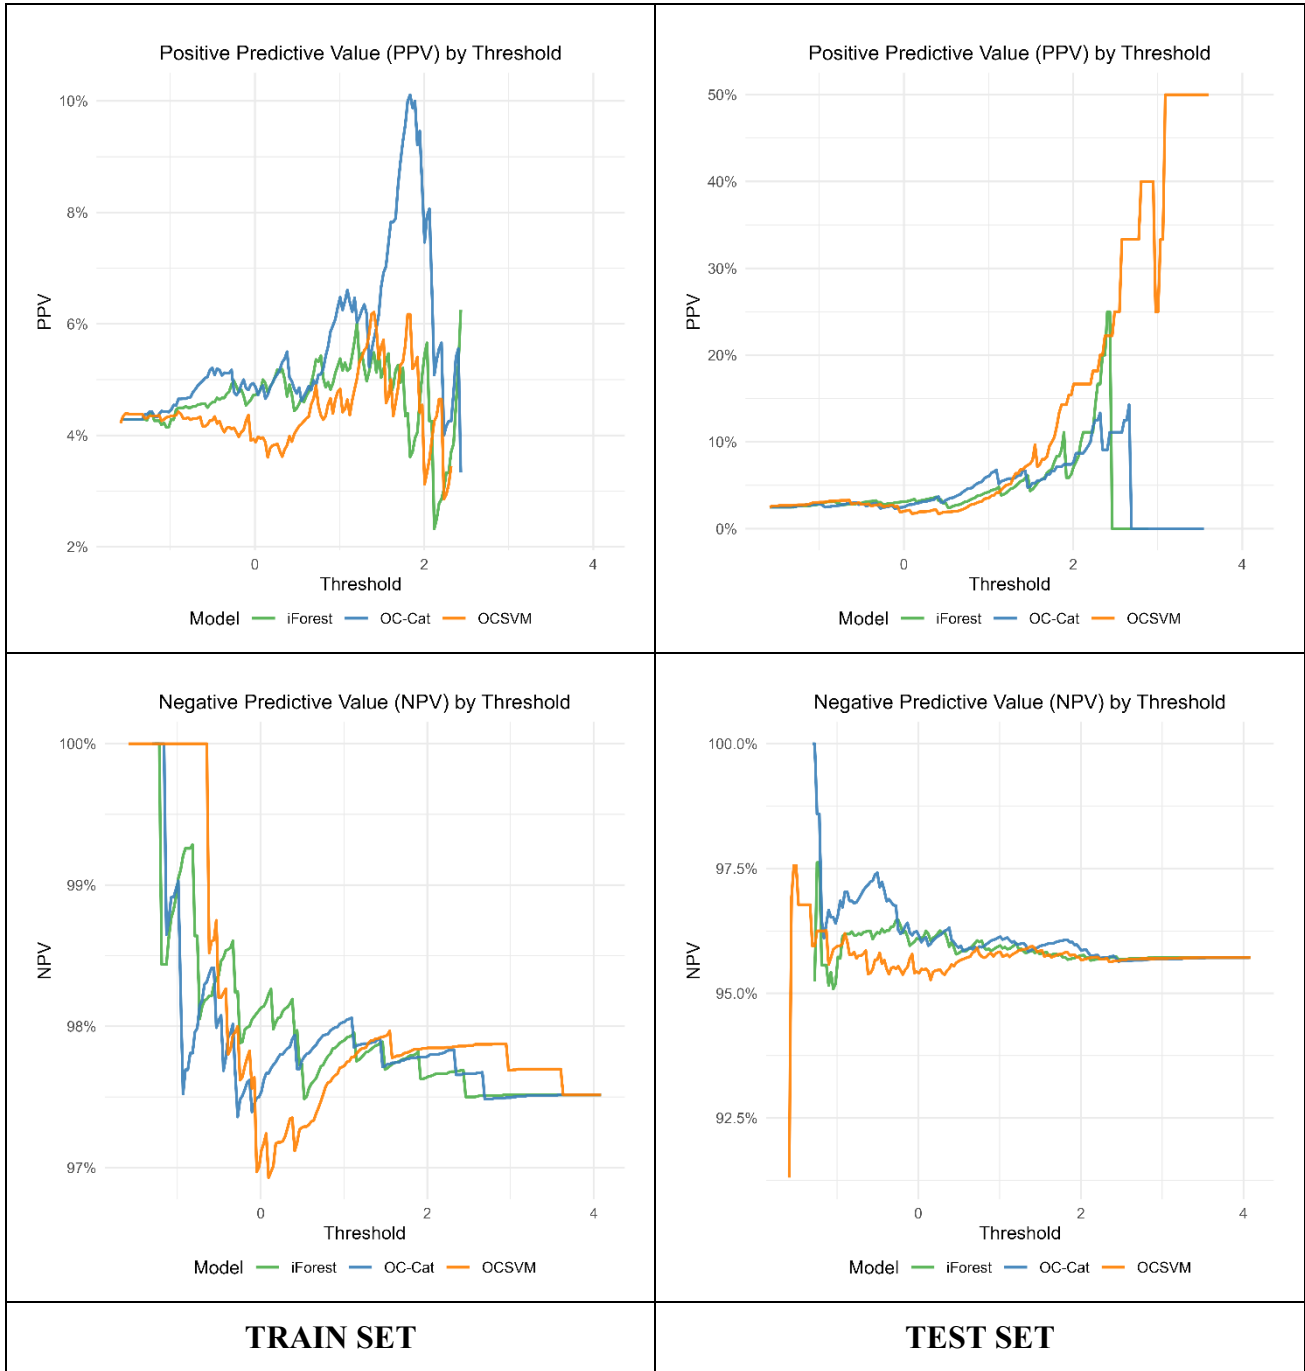 Positive Predictive Value (PPV) by Threshold
10%
8%
6%
4%
2%
PPV
0 2 4
Threshold
Model iForest OC-Cat OCSVM
Positive Predictive Value (PPV) by Threshold
50%
40%
30%
20%
10%
0%
PPV
0 2 4
Threshold
Model iForest OC-Cat OCSVM
Negative Predictive Value (NPV) by Threshold
100%
99%
98%
97%
NPV
0 2 4
Threshold
Model iForest OC-Cat OCSVM
Negative Predictive Value (NPV) by Threshold
100.0%
97.5%
95.0%
92.5%
NPV
0 2 4
Threshold
Model iForest OC-Cat OCSVM
TRAIN SET
TEST SET